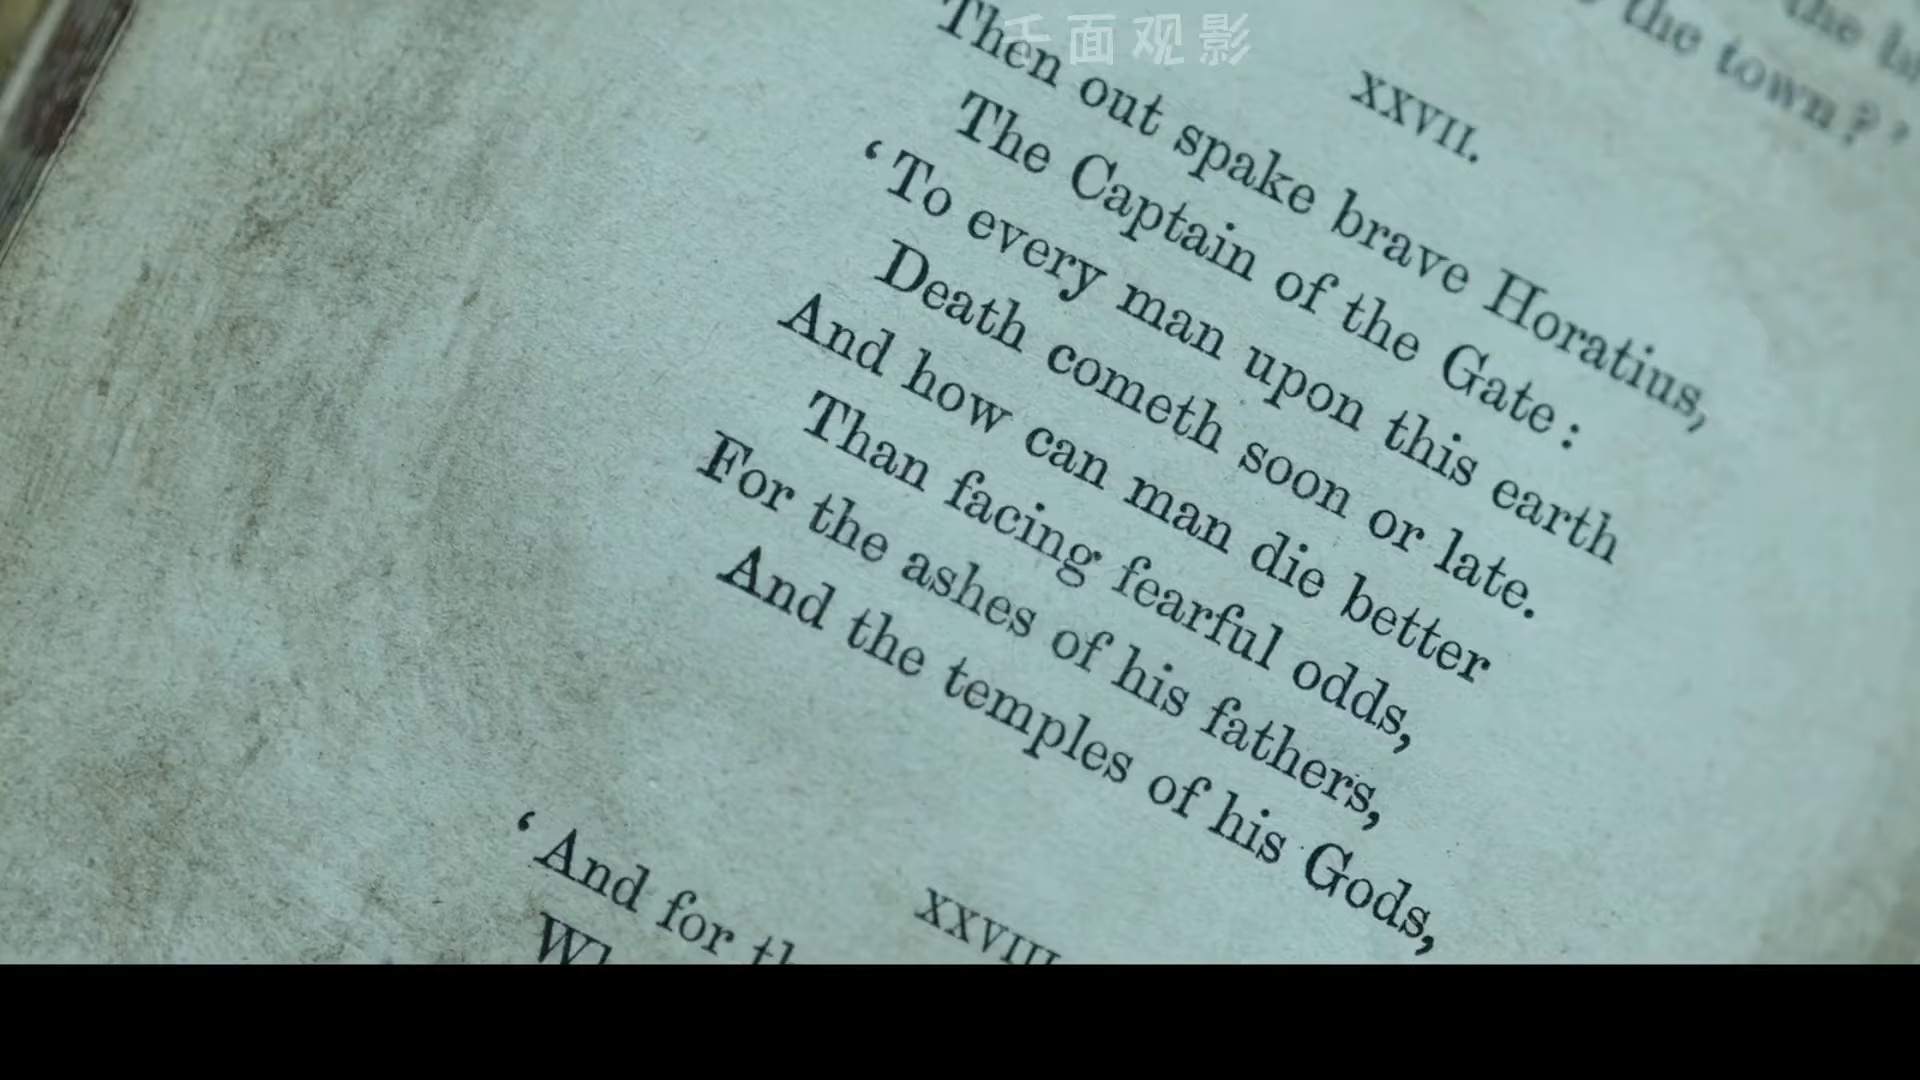 千面观影
the
the town?’
XXVII.
Then out spake brave Horatius,
The Captain of the Gate:
‘To every man upon this earth
Death cometh soon or late.
And how can man die better
Than facing fearful odds,
For the ashes of his fathers,
And the temples of his Gods,
XXVIII
‘And for